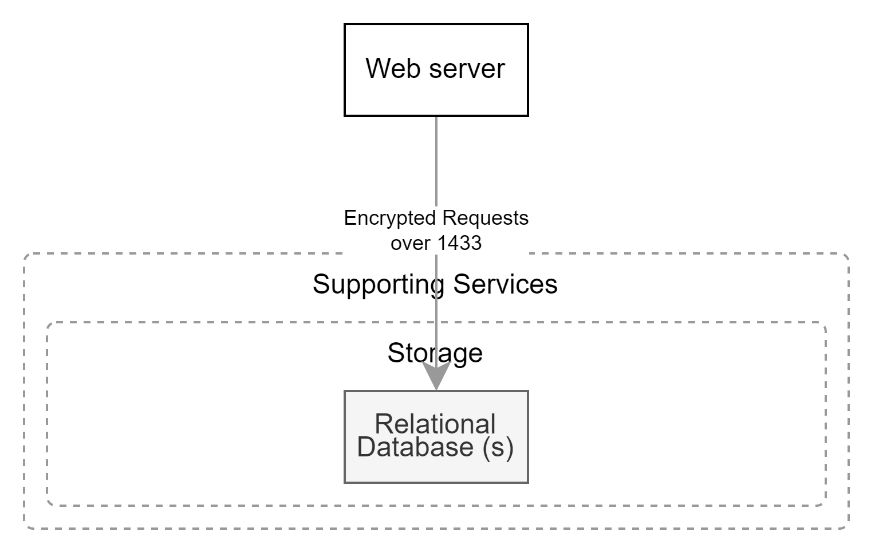 Web server
Encrypted Requests
over 1433
Supporting Services
Storage
Relational
Database (s)